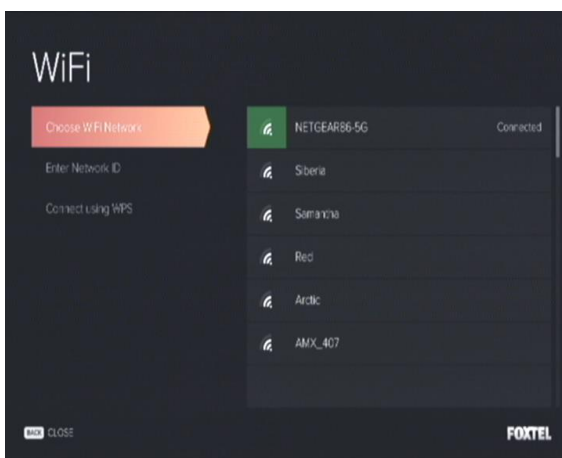 WiFi
Choose WiFi Network
Enter Network ID
Connect using WPS
NETGEAR86-5G Connected
Siberia
Samantha
Red
Arctic
AMX_407
BACK CLOSE
FOXTEL